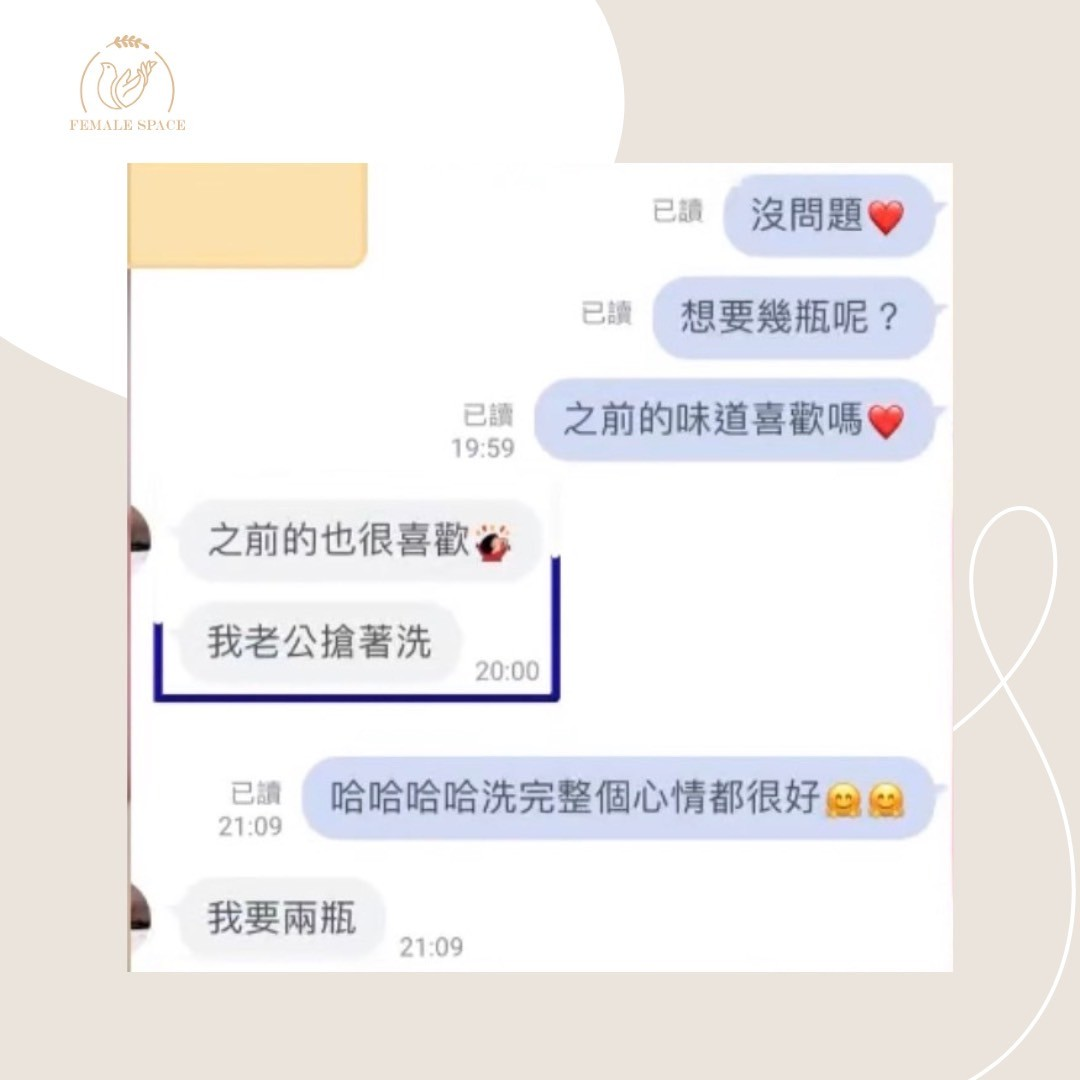 FEMALE SPACE
已讀
沒問題❤️
已讀
想要幾瓶呢？
已讀
19:59
之前的味道喜歡嗎❤️
之前的也很喜歡
我老公搶著洗
20:00
已讀
21:09
哈哈哈哈洗完整個心情都很好🤗🤗
我要兩瓶
21:09